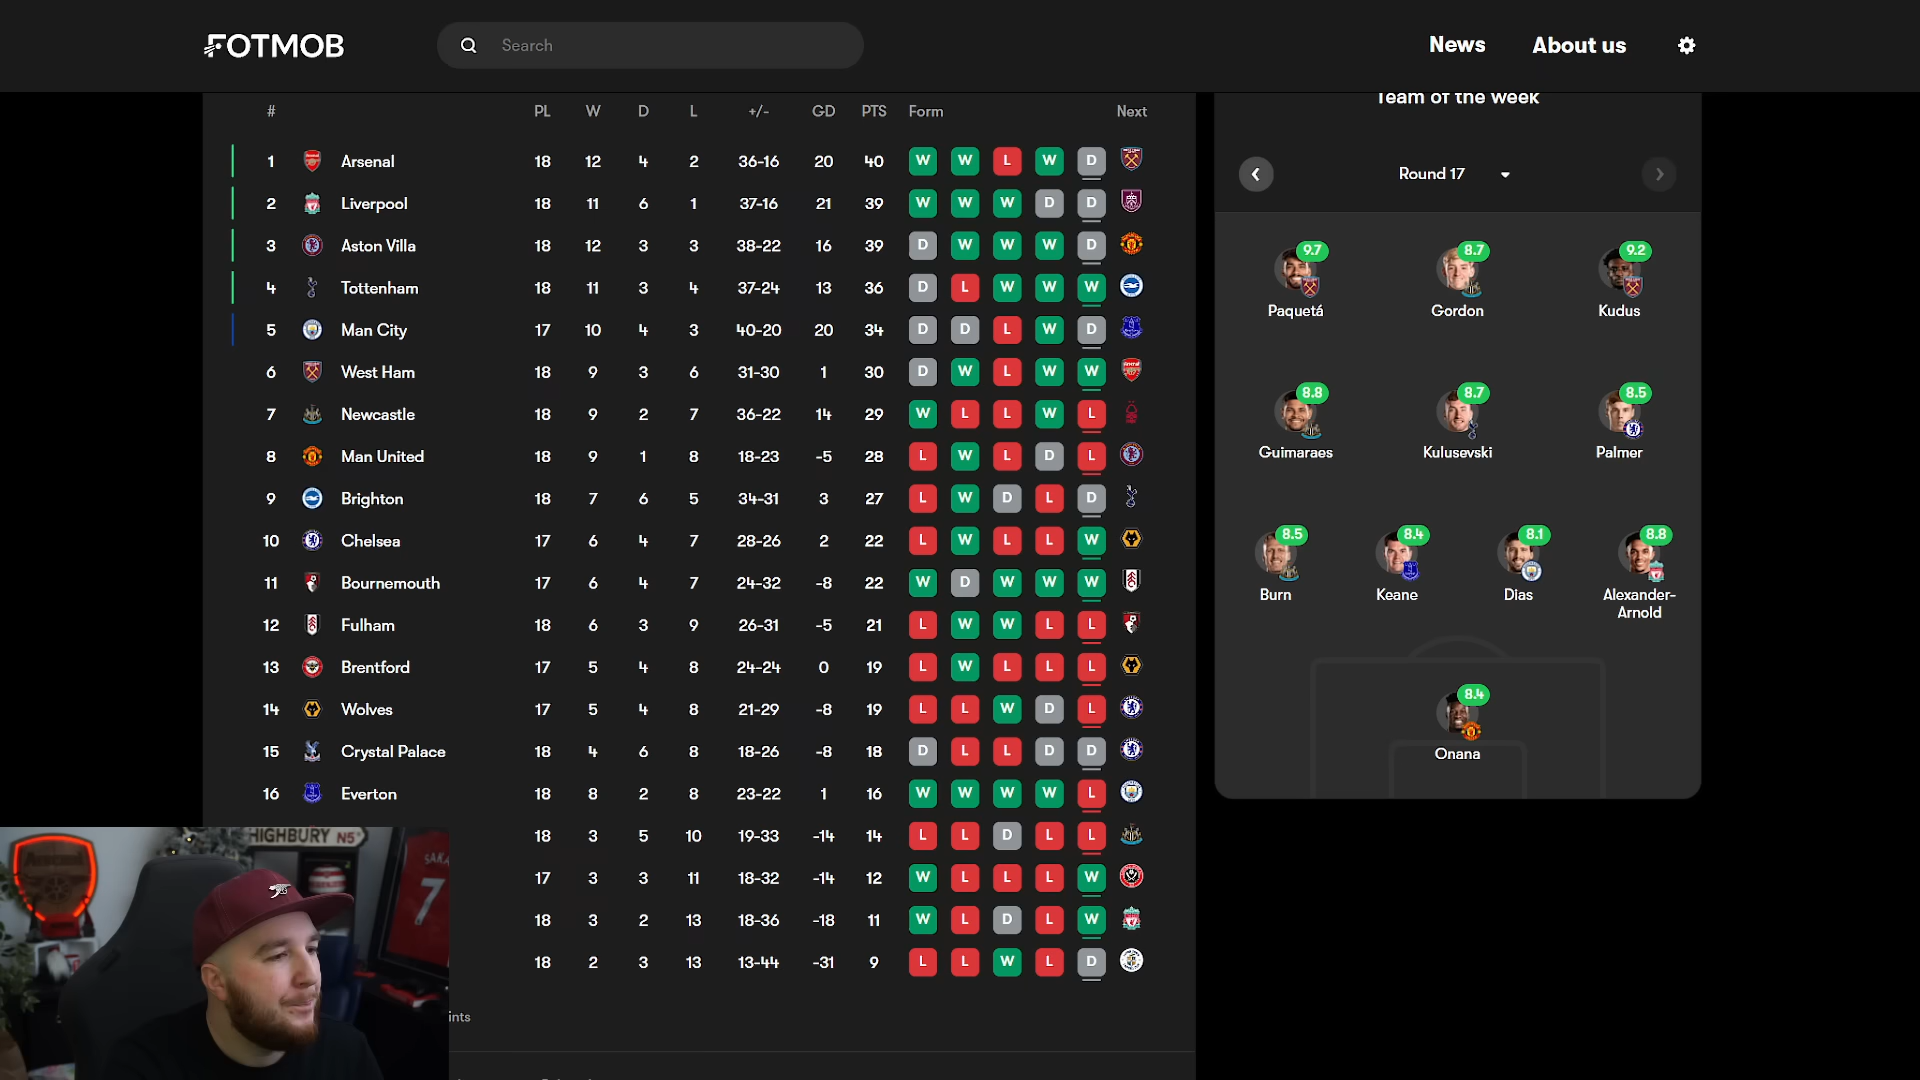 FOTMOB
Search
News
About us
# PL W D L +/- GD PTS Form Next
1 Arsenal 18 12 4 2 36-16 20 40 W W L W D
2 Liverpool 18 11 6 1 37-16 21 39 W W W D D
3 Aston Villa 18 12 3 3 38-22 16 39 D W W W D
4 Tottenham 18 11 3 4 37-24 13 36 D L W W W
5 Man City 17 10 4 3 40-20 20 34 D D L W D
6 West Ham 18 9 3 6 31-30 1 30 D W L W W
7 Newcastle 18 9 2 7 36-22 14 29 W L L W L
8 Man United 18 9 1 8 18-23 -5 28 L W L D L
9 Brighton 18 7 6 5 34-31 3 27 L W D L D
10 Chelsea 17 6 4 7 28-26 2 22 L W L L W
11 Bournemouth 17 6 4 7 24-32 -8 22 W D W W W
12 Fulham 18 6 3 9 26-31 -5 21 L W W L L
13 Brentford 17 5 4 8 24-24 0 19 L W L L L
14 Wolves 17 5 4 8 21-29 -8 19 L L W D L
15 Crystal Palace 18 4 6 8 18-26 -8 18 D L L D D
16 Everton 18 8 2 8 23-22 1 16 W W W W L
18 3 5 10 19-33 -14 14 L L D L L
17 3 3 11 18-32 -14 12 W L L L W
18 3 2 13 18-36 -18 11 W L D L W
18 2 3 13 13-44 -31 9 L L W L D
ints
Team of the week
Round 17
9.7 8.7 9.2
Paquetá Gordon Kudus
8.8 8.7 8.5
Guimaraes Kulusevski Palmer
8.5 8.4 8.1 8.8
Burn Keane Dias Alexander-
Arnold
8.4
Onana
HIGHBURY N5
Arsenal
SAKA
7